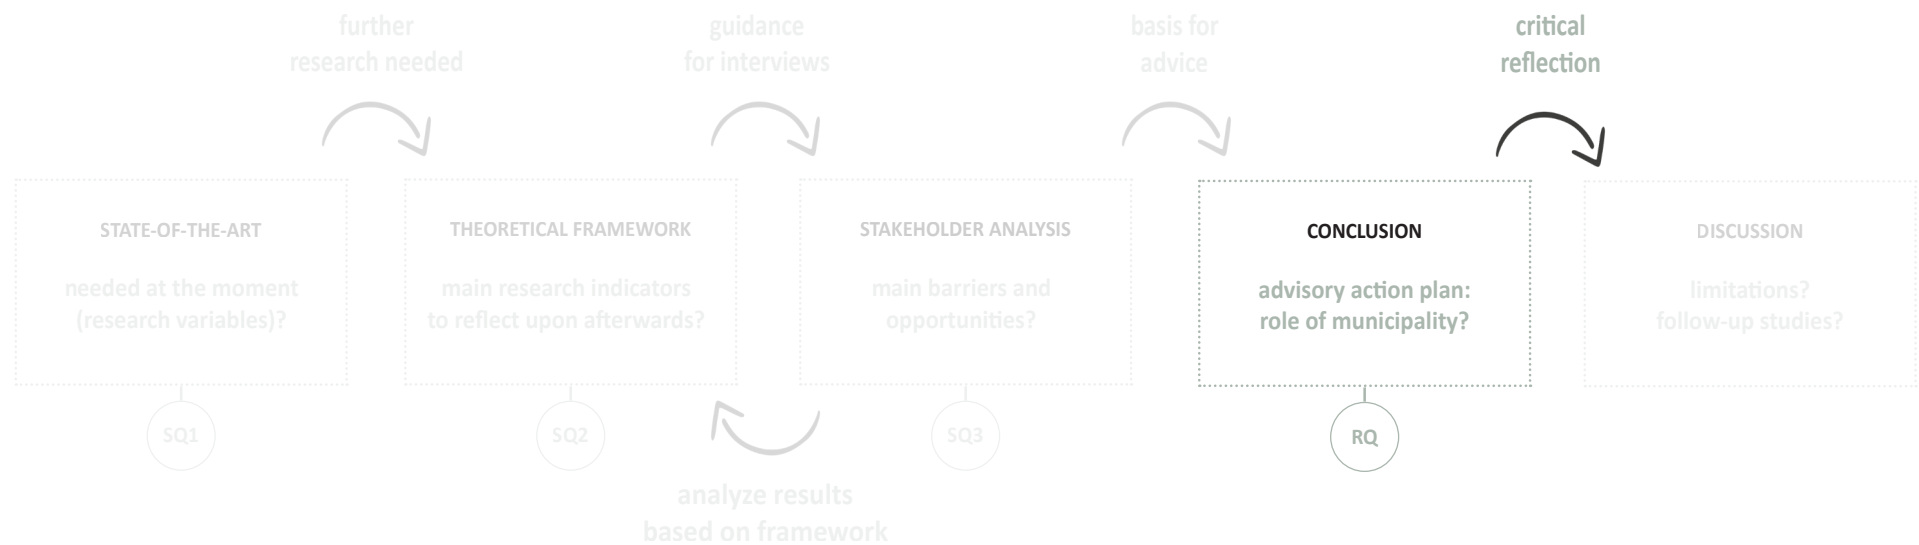 further
research needed
guidance
for interviews
basis for
advice
critical
reflection
STATE-OF-THE-ART
needed at the moment
(research variables)?
SQ1
THEORETICAL FRAMEWORK
main research indicators
to reflect upon afterwards?
SQ2
STAKEHOLDER ANALYSIS
main barriers and
opportunities?
SQ3
CONCLUSION
advisory action plan:
role of municipality?
RQ
DISCUSSION
limitations?
follow-up studies?
analyze results
based on framework